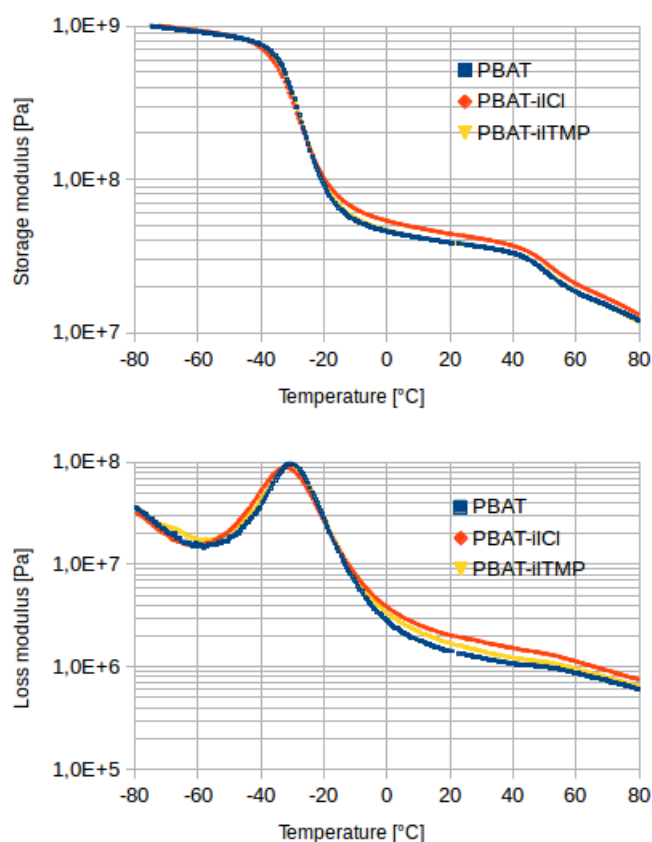 1,0E+9
1,0E+8
1,0E+7
Storage modulus [Pa]
PBAT
PBAT-ilCl
PBAT-ilTMP
-80 -60 -40 -20 0 20 40 60 80
Temperature [°C]
1,0E+8
1,0E+7
1,0E+6
1,0E+5
Loss modulus [Pa]
PBAT
PBAT-ilCl
PBAT-ilTMP
-80 -60 -40 -20 0 20 40 60 80
Temperature [°C]